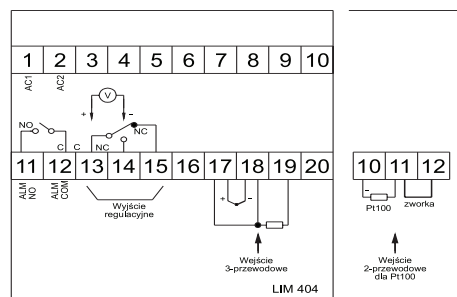 1 2 3 4 5 6 7 8 9 10
AC1 AC2
V
+ -
NO NC
C C NC
11 12 13 14 15 16 17 18 19 20
ALM NO
ALM COM
+ -
Wyjście
regulacyjne
Wejście
3-przewodowe
LIM 404
10 11 12
-
Pt100 zworka
Wejście
2-przewodowe
dla Pt100